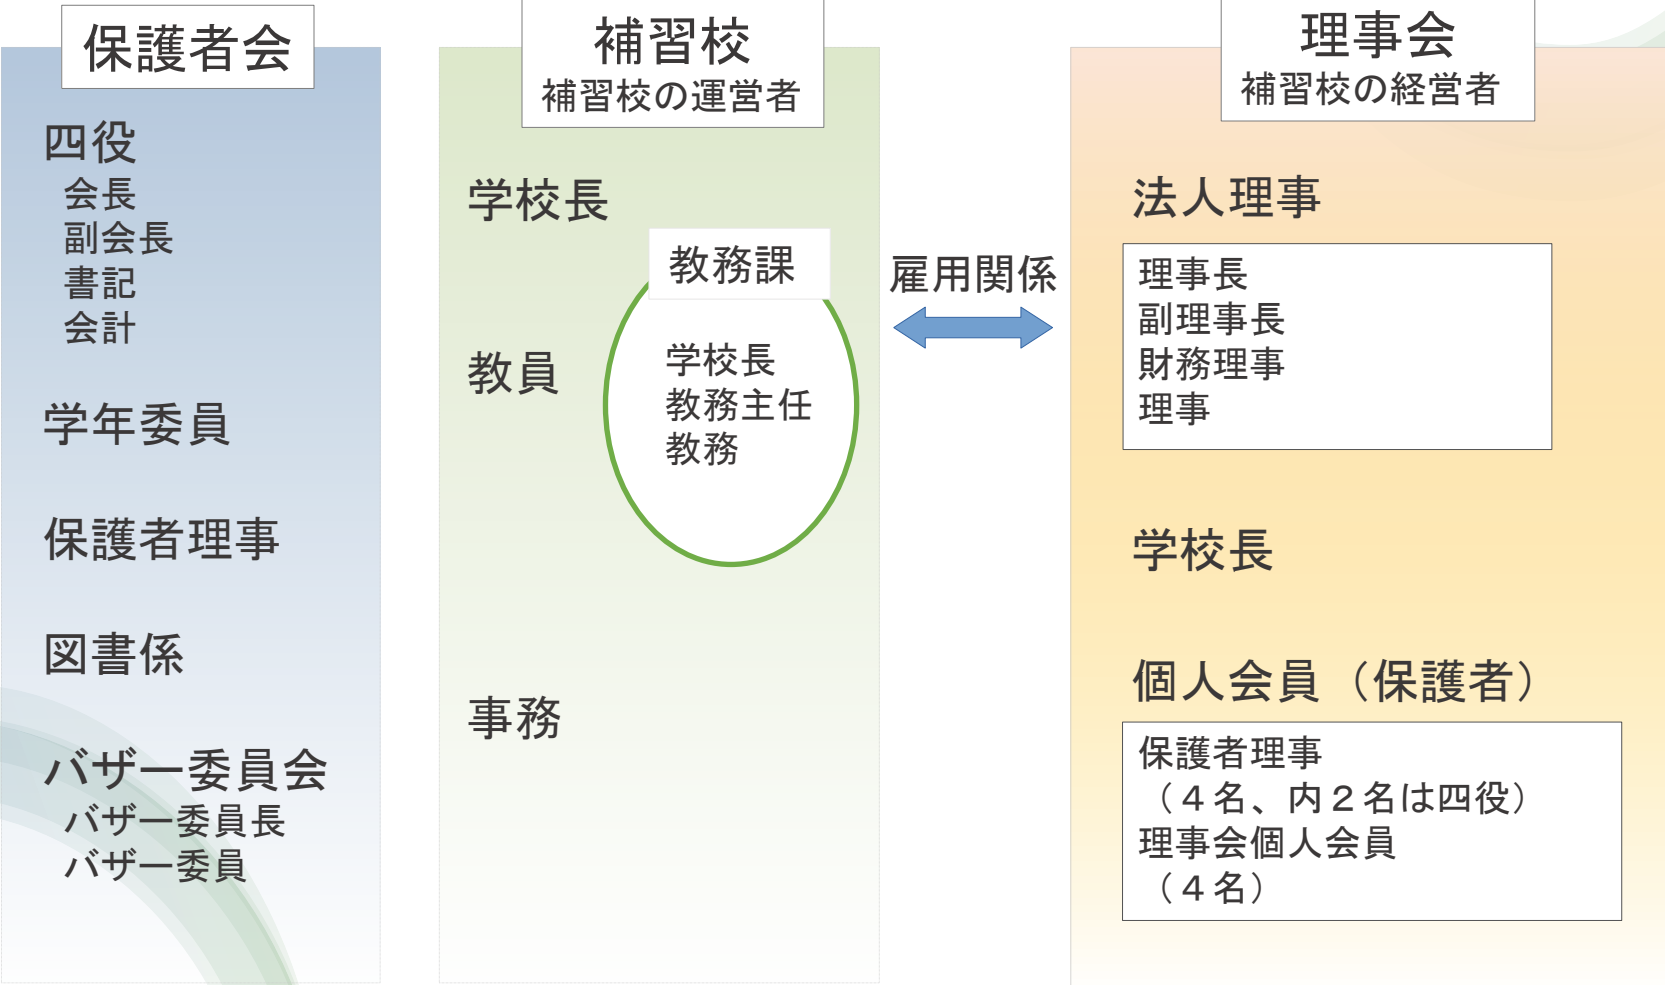 保護者会
四役
会長
副会長
書記
会計
学年委員
保護者理事
図書係
バザー委員会
バザー委員長
バザー委員
補習校
補習校の運営者
学校長
教員
事務
教務課
学校長
教務主任
教務
雇用関係
理事会
補習校の経営者
法人理事
理事長
副理事長
財務理事
理事
学校長
個人会員（保護者）
保護者理事
（４名、内２名は四役）
理事会個人会員
（４名）